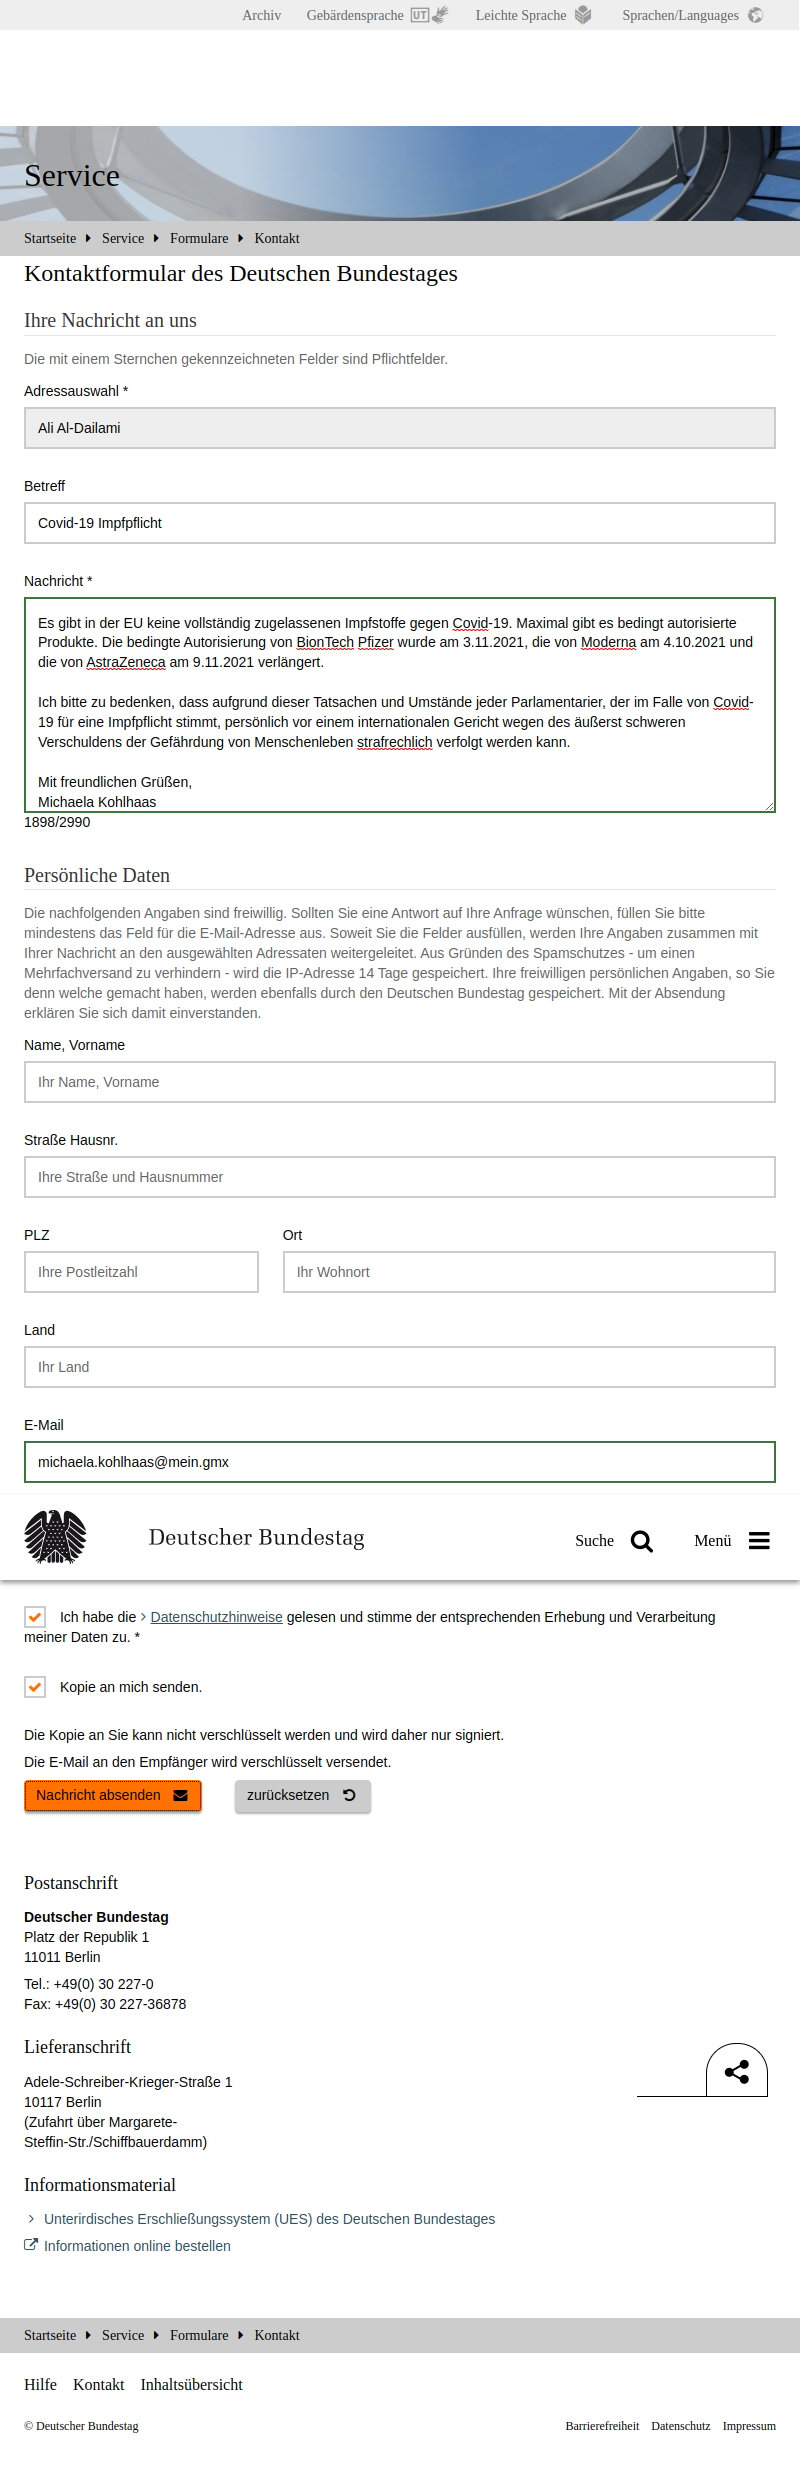 Archiv Gebärdensprache UT Leichte Sprache Sprachen/Languages
Service
Startseite Service Formulare Kontakt
Kontaktformular des Deutschen Bundestages
Ihre Nachricht an uns
Die mit einem Sternchen gekennzeichneten Felder sind Pflichtfelder.
Adressauswahl *
Ali Al-Dailami
Betreff
Covid-19 Impfpflicht
Nachricht *
Es gibt in der EU keine vollständig zugelassenen Impfstoffe gegen Covid-19. Maximal gibt es bedingt autorisierte
Produkte. Die bedingte Autorisierung von BionTech Pfizer wurde am 3.11.2021, die von Moderna am 4.10.2021 und
die von AstraZeneca am 9.11.2021 verlängert.
Ich bitte zu bedenken, dass aufgrund dieser Tatsachen und Umstände jeder Parlamentarier, der im Falle von Covid-
19 für eine Impfpflicht stimmt, persönlich vor einem internationalen Gericht wegen des äußerst schweren
Verschuldens der Gefährdung von Menschenleben strafrechlich verfolgt werden kann.
Mit freundlichen Grüßen,
Michaela Kohlhaas
1898/2990
Persönliche Daten
Die nachfolgenden Angaben sind freiwillig. Sollten Sie eine Antwort auf Ihre Anfrage wünschen, füllen Sie bitte
mindestens das Feld für die E-Mail-Adresse aus. Soweit Sie die Felder ausfüllen, werden Ihre Angaben zusammen mit
Ihrer Nachricht an den ausgewählten Adressaten weitergeleitet. Aus Gründen des Spamschutzes - um einen
Mehrfachversand zu verhindern - wird die IP-Adresse 14 Tage gespeichert. Ihre freiwilligen persönlichen Angaben, so Sie
denn welche gemacht haben, werden ebenfalls durch den Deutschen Bundestag gespeichert. Mit der Absendung
erklären Sie sich damit einverstanden.
Name, Vorname
Ihr Name, Vorname
Straße Hausnr.
Ihre Straße und Hausnummer
PLZ Ort
Ihre Postleitzahl Ihr Wohnort
Land
Ihr Land
E-Mail
michaela.kohlhaas@mein.gmx
Deutscher Bundestag Suche Menü
Ich habe die Datenschutzhinweise gelesen und stimme der entsprechenden Erhebung und Verarbeitung
meiner Daten zu. *
Kopie an mich senden.
Die Kopie an Sie kann nicht verschlüsselt werden und wird daher nur signiert.
Die E-Mail an den Empfänger wird verschlüsselt versendet.
Nachricht absenden zurücksetzen
Postanschrift
Deutscher Bundestag
Platz der Republik 1
11011 Berlin
Tel.: +49(0) 30 227-0
Fax: +49(0) 30 227-36878
Lieferanschrift
Adele-Schreiber-Krieger-Straße 1
10117 Berlin
(Zufahrt über Margarete-
Steffin-Str./Schiffbauerdamm)
Informationsmaterial
Unterirdisches Erschließungssystem (UES) des Deutschen Bundestages
Informationen online bestellen
Startseite Service Formulare Kontakt
Hilfe Kontakt Inhaltsübersicht
© Deutscher Bundestag Barrierefreiheit Datenschutz Impressum